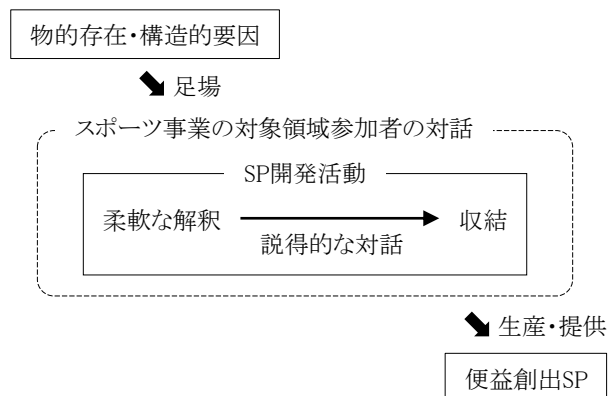 物的存在・構造的要因
足場
スポーツ事業の対象領域参加者の対話
SP開発活動
柔軟な解釈
収結
説得的な対話
生産・提供
便益創出SP